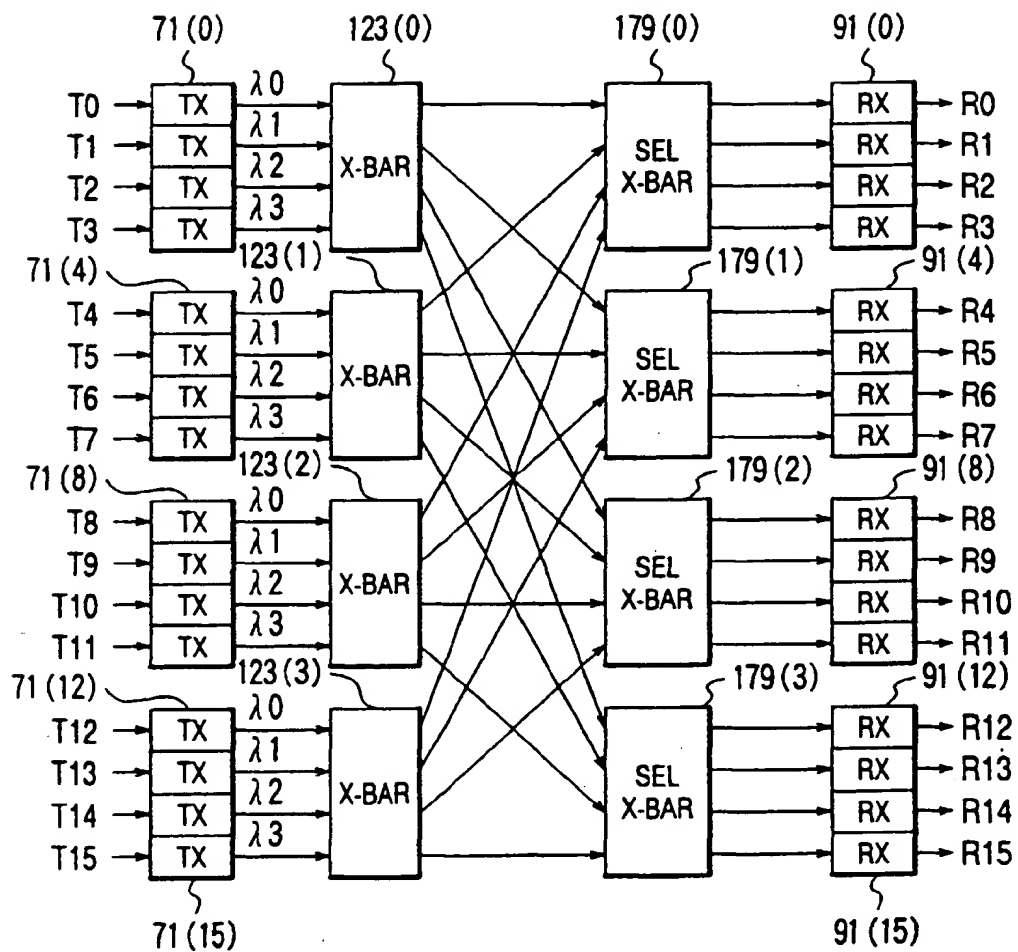 71(0) 123(0) 179(0) 91(0)
T0 TX λ0 X-BAR SEL X-BAR RX R0
T1 TX λ1 RX R1
T2 TX λ2 RX R2
T3 TX λ3 RX R3
71(4) 123(1) 179(1) 91(4)
T4 TX λ0 X-BAR SEL X-BAR RX R4
T5 TX λ1 RX R5
T6 TX λ2 RX R6
T7 TX λ3 RX R7
71(8) 123(2) 179(2) 91(8)
T8 TX λ0 X-BAR SEL X-BAR RX R8
T9 TX λ1 RX R9
T10 TX λ2 RX R10
T11 TX λ3 RX R11
71(12) 123(3) 179(3) 91(12)
T12 TX λ0 X-BAR SEL X-BAR RX R12
T13 TX λ1 RX R13
T14 TX λ2 RX R14
T15 TX λ3 RX R15
71(15) 91(15)